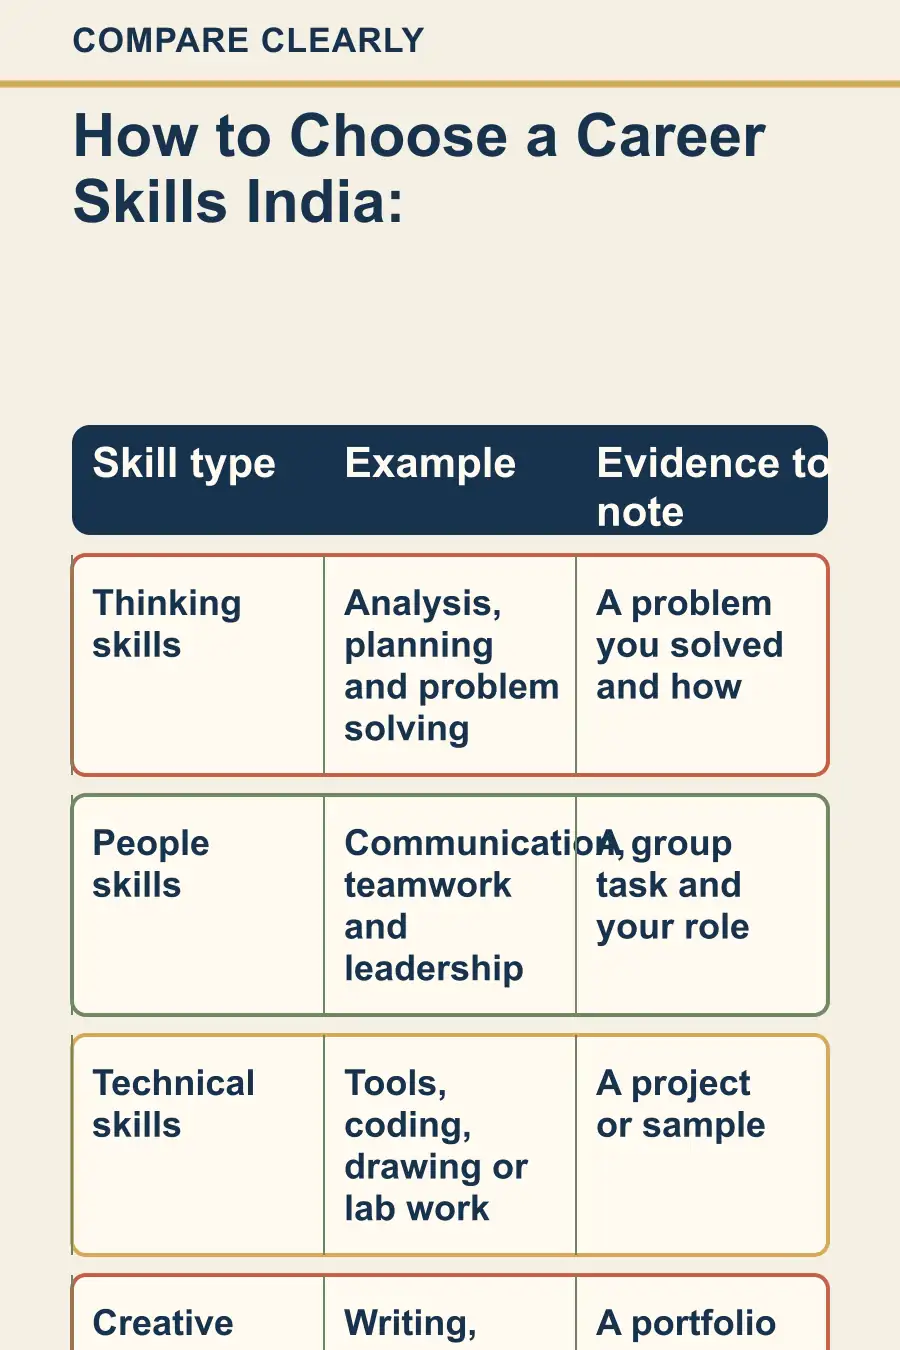 COMPARE CLEARLY
How to Choose a Career
Skills India:
Skill type
Example
Evidence to
note
Thinking
skills
Analysis,
planning
and problem
solving
A problem
you solved
and how
People
skills
Communication,
teamwork
and
leadership
A group
task and
your role
Technical
skills
Tools,
coding,
drawing or
lab work
A project
or sample
Creative
Writing,
A portfolio